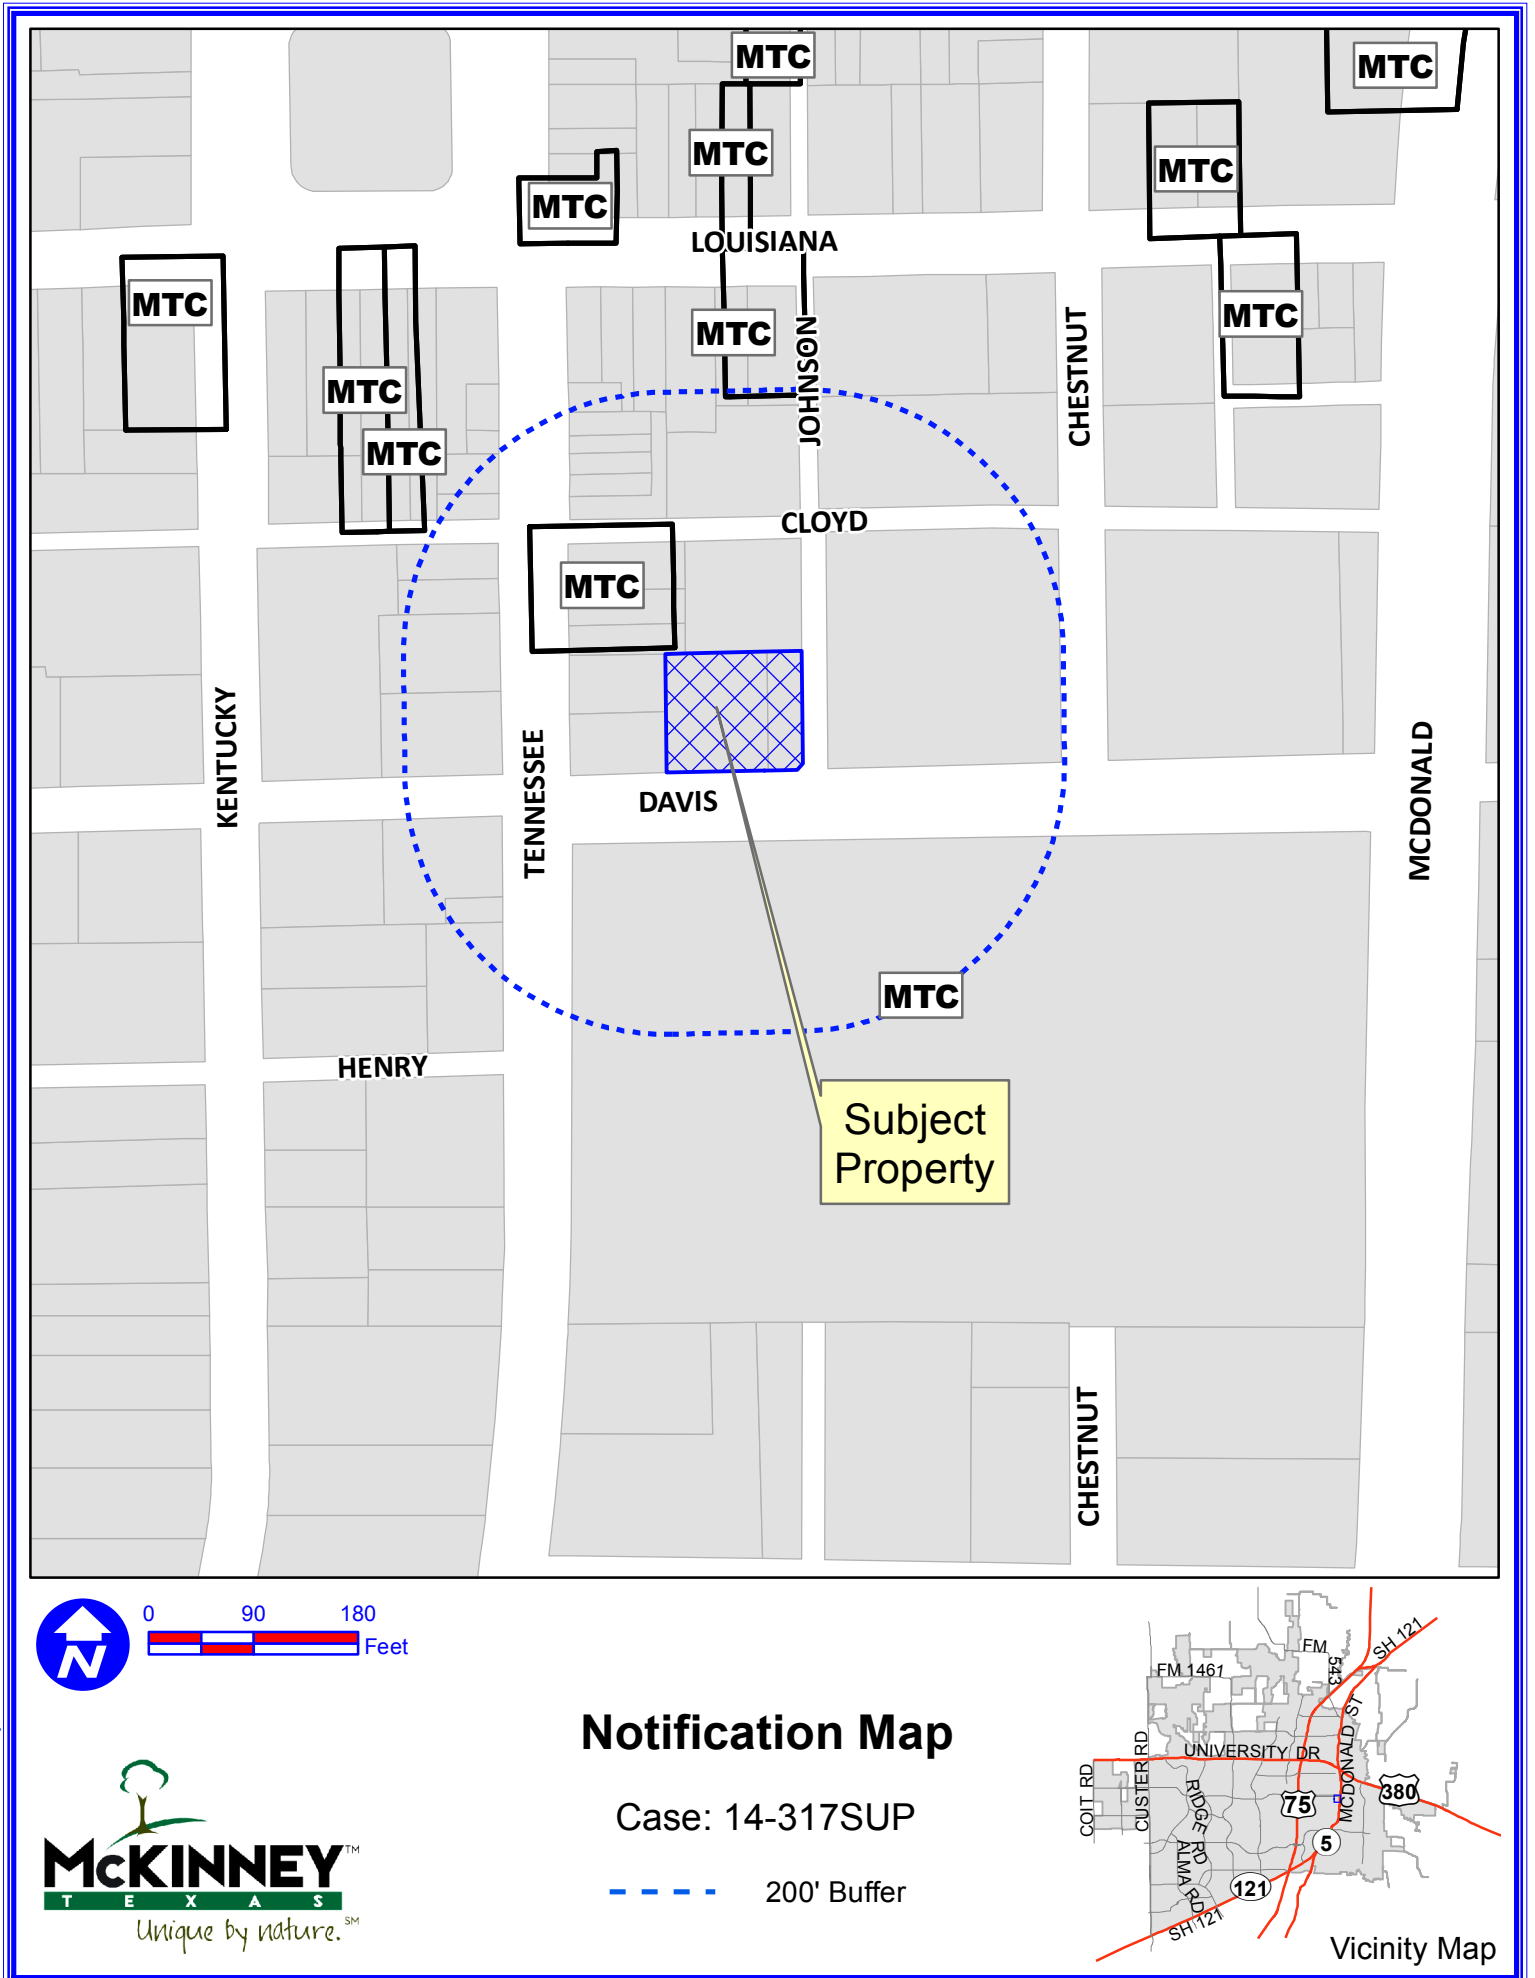 MTC
MTC
MTC
MTC
MTC
LOUISIANA
MTC
MTC
MTC
JOHNSON
CHESTNUT
MTC
MTC
CLOYD
MTC
KENTUCKY
TENNESSEE
DAVIS
MCDONALD
MTC
HENRY
Subject
Property
CHESTNUT
N
0 90 180
Feet
Notification Map
Case: 14-317SUP
200' Buffer
McKINNEY™
TEXAS
Unique by nature.℠
FM 1461
FM
543
SH 121
UNIVERSITY DR
MCDONALD ST
COIT RD
CUSTER RD
RIDGE RD
ALMA RD
75
380
5
121
SH 121
Vicinity Map